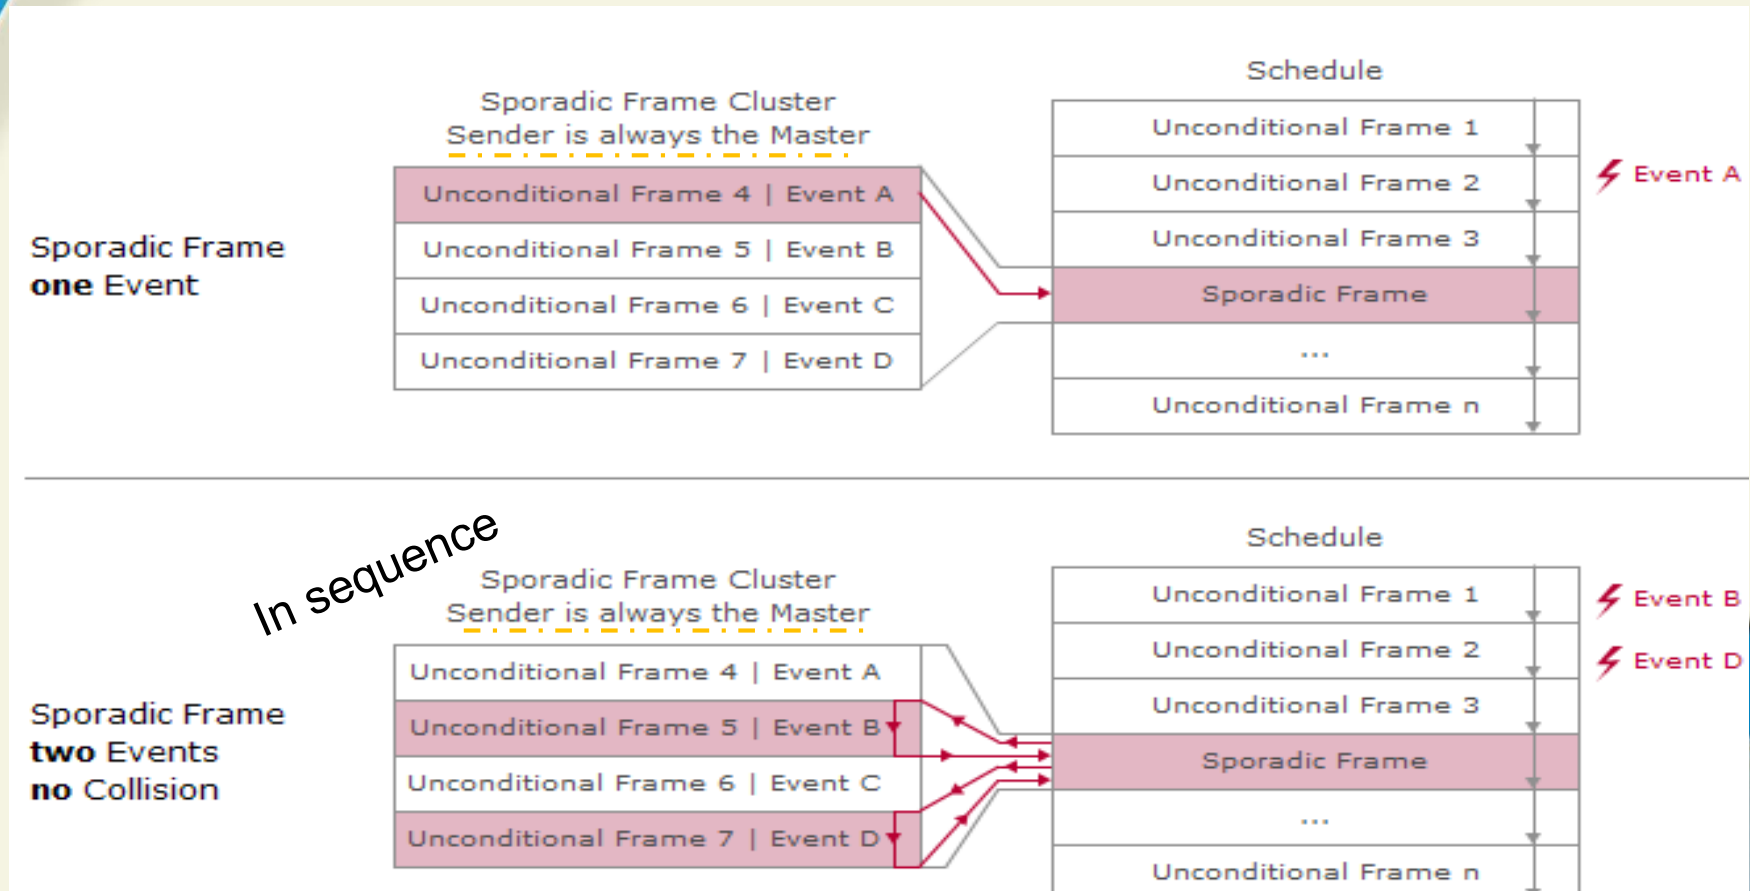 Schedule
Sporadic Frame Cluster
Sender is always the Master
Unconditional Frame 1
Unconditional Frame 2
Unconditional Frame 3
Sporadic Frame
...
Unconditional Frame n
Event A
Unconditional Frame 4 | Event A
Unconditional Frame 5 | Event B
Unconditional Frame 6 | Event C
Unconditional Frame 7 | Event D
Sporadic Frame
one Event
In sequence
Schedule
Sporadic Frame Cluster
Sender is always the Master
Unconditional Frame 1
Unconditional Frame 2
Unconditional Frame 3
Sporadic Frame
...
Unconditional Frame n
Event B
Event D
Unconditional Frame 4 | Event A
Unconditional Frame 5 | Event B
Unconditional Frame 6 | Event C
Unconditional Frame 7 | Event D
Sporadic Frame
two Events
no Collision